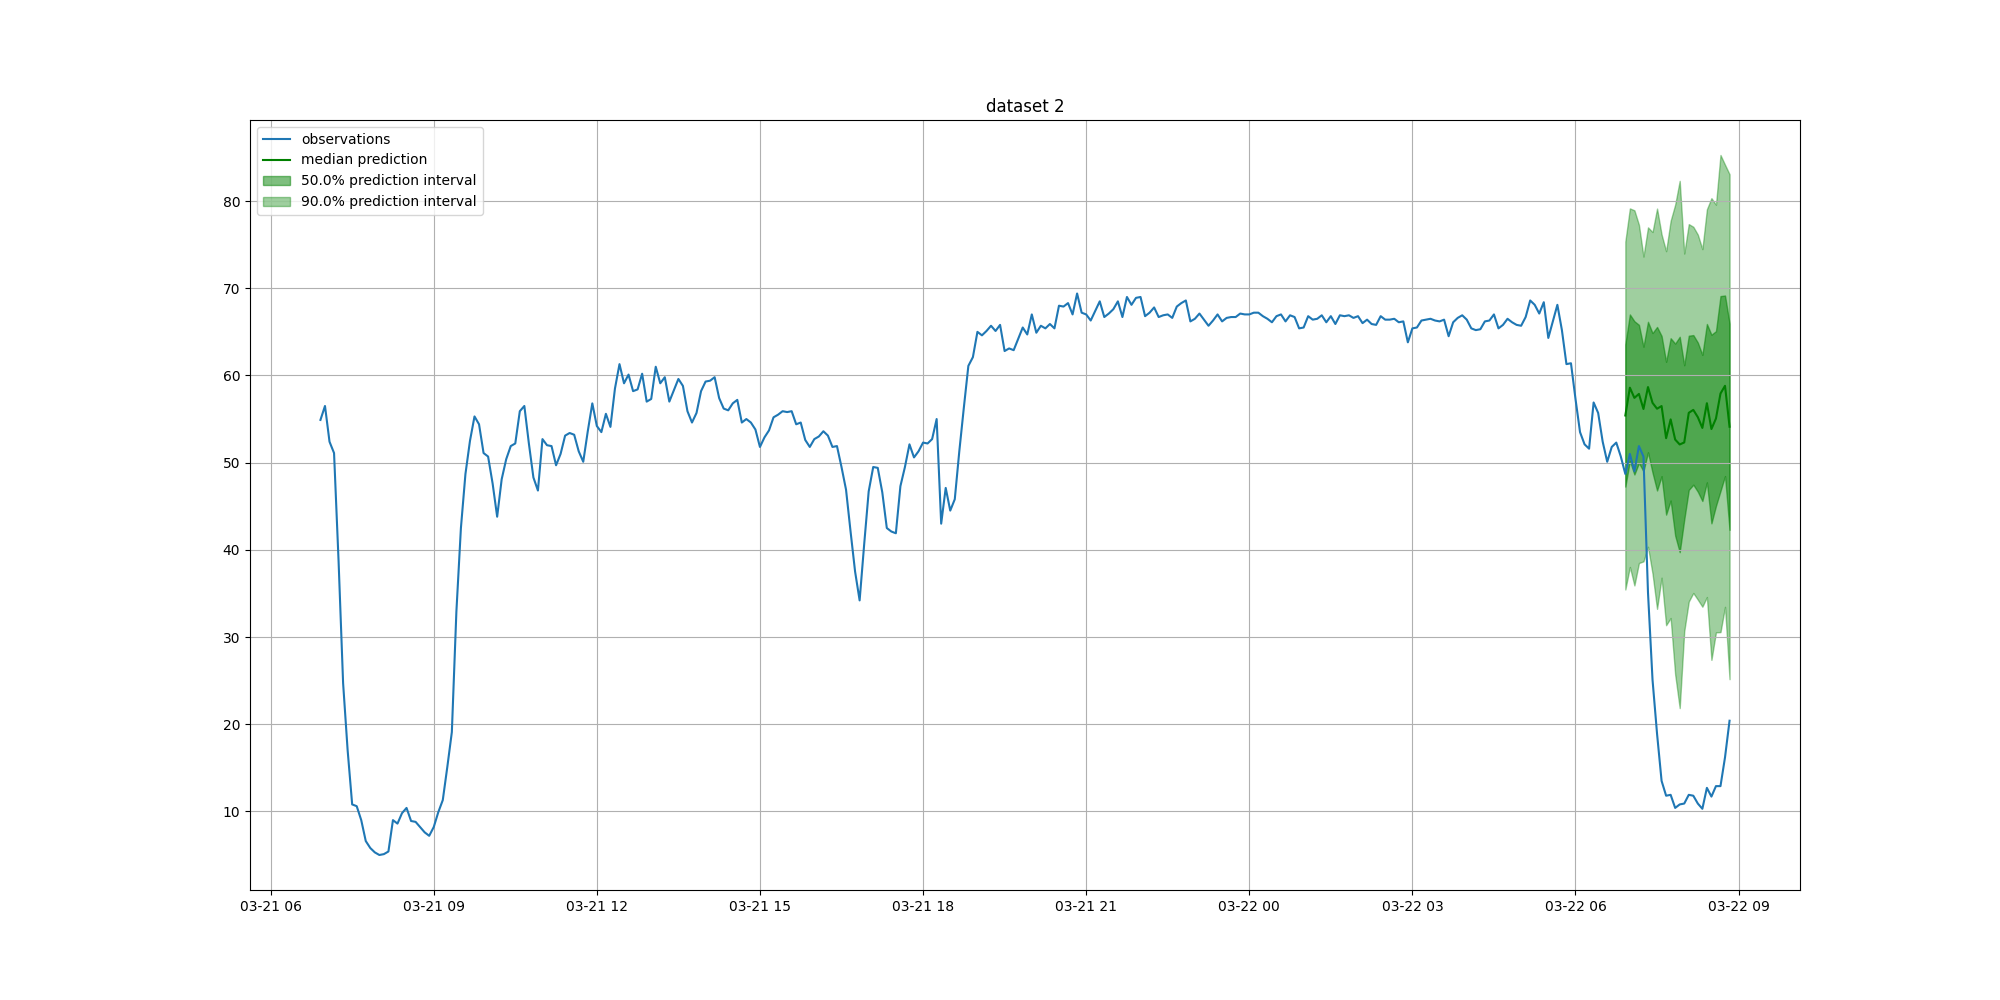 dataset 2
observations
median prediction
50.0% prediction interval
90.0% prediction interval
80
70
60
50
40
30
20
10
03-21 06 03-21 09 03-21 12 03-21 15 03-21 18 03-21 21 03-22 00 03-22 03 03-22 06 03-22 09